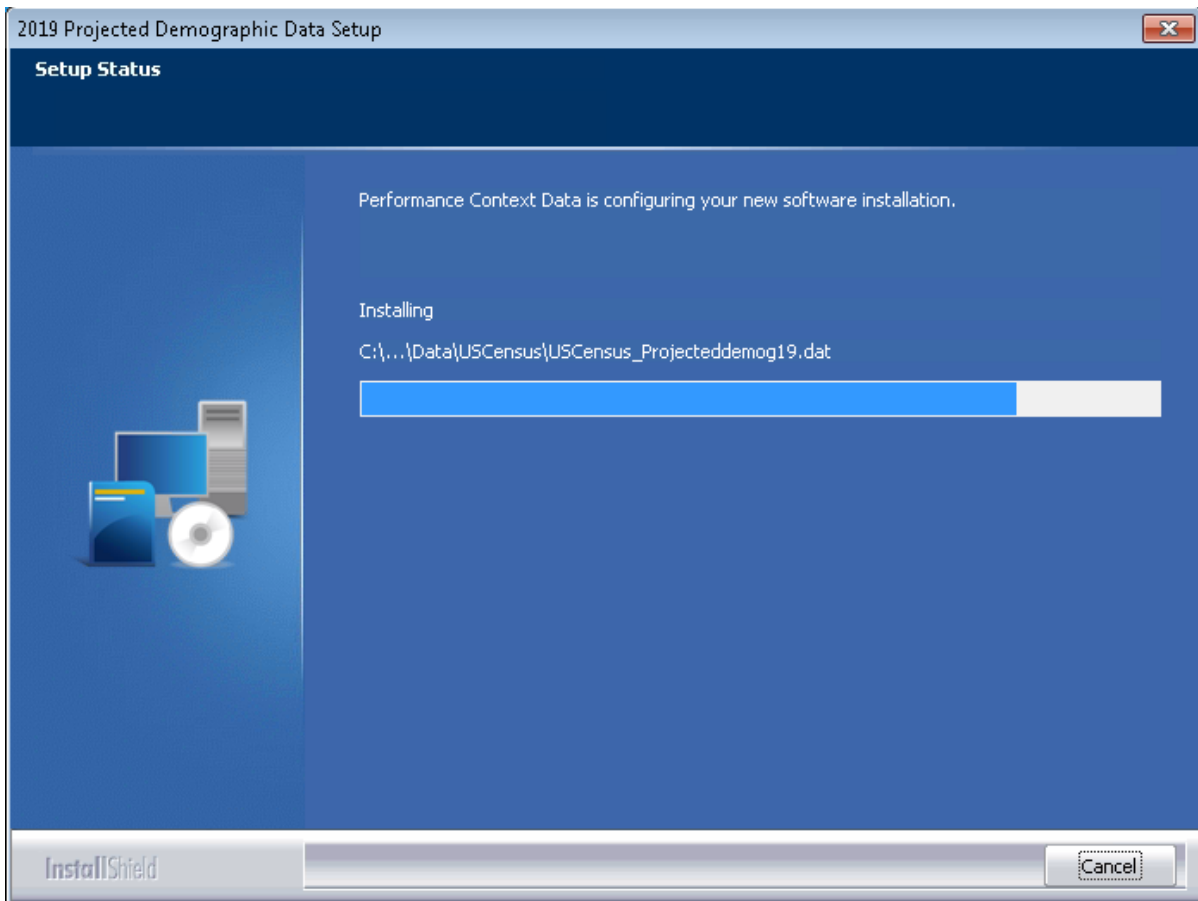 2019 Projected Demographic Data Setup
Setup Status
Performance Context Data is configuring your new software installation.
Installing
C:\...\Data\USCensus\USCensus_Projecteddemog19.dat
InstallShield
Cancel